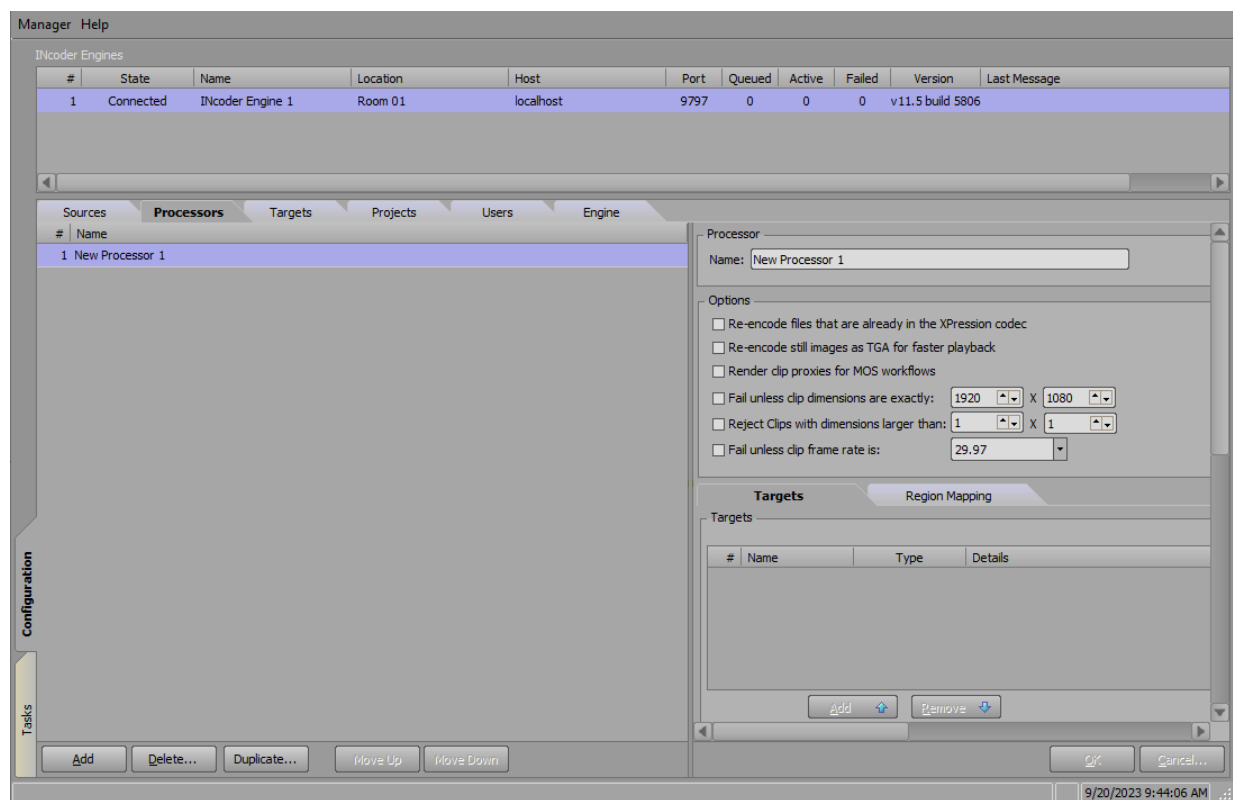 Manager Help
INcoder Engines
# State Name Location Host Port Queued Active Failed Version Last Message
1 Connected INcoder Engine 1 Room 01 localhost 9797 0 0 0 v11.5 build 5806
Sources Processors Targets Projects Users Engine
# Name
1 New Processor 1
Processor
Name: New Processor 1
Options
Re-encode files that are already in the XPression codec
Re-encode still images as TGA for faster playback
Render clip proxies for MOS workflows
Fail unless clip dimensions are exactly: 1920 X 1080
Reject Clips with dimensions larger than: 1 X 1
Fail unless clip frame rate is: 29.97
Targets Region Mapping
Targets
# Name Type Details
Add Remove
Configuration
Tasks
Add Delete... Duplicate... Move Up Move Down OK Cancel...
9/20/2023 9:44:06 AM